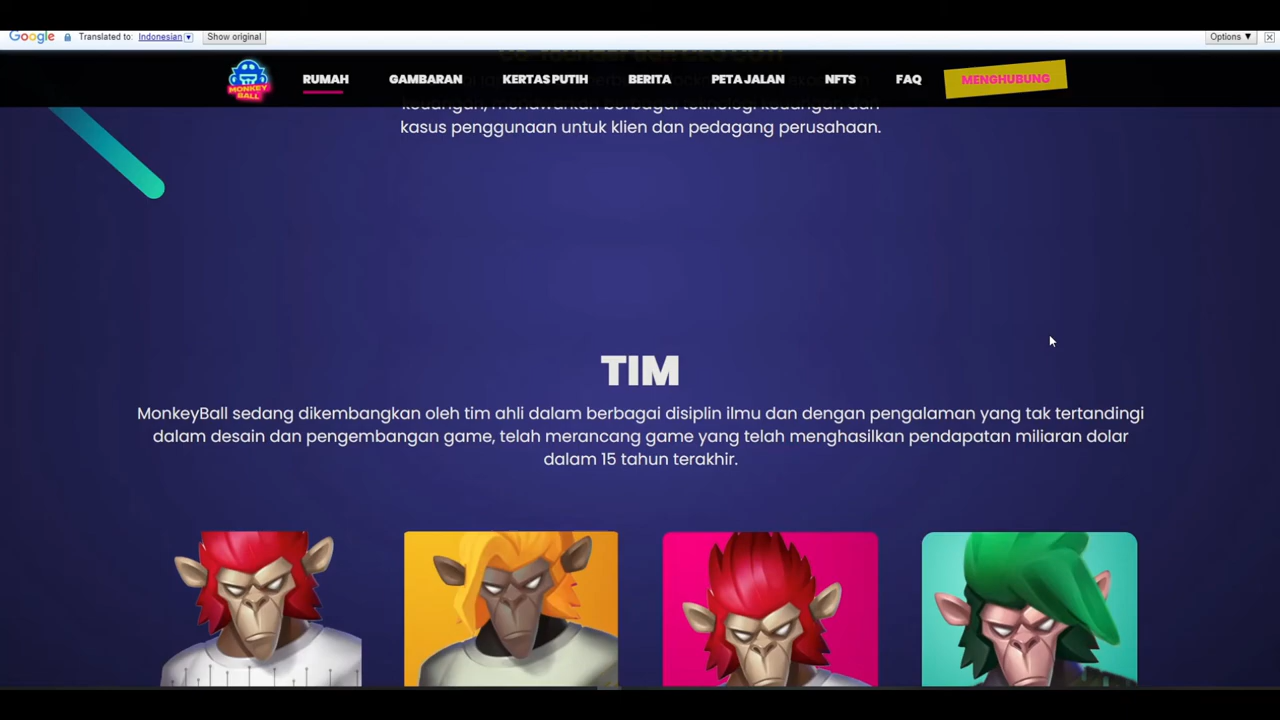 Google Translated to: Indonesian Show original Options
MONKEY
BALL
RUMAH GAMBARAN KERTAS PUTIH BERITA PETA JALAN NFTS FAQ MENGHUBUNG
kasus penggunaan untuk klien dan pedagang perusahaan.
TIM
MonkeyBall sedang dikembangkan oleh tim ahli dalam berbagai disiplin ilmu dan dengan pengalaman yang tak tertandingi
dalam desain dan pengembangan game, telah merancang game yang telah menghasilkan pendapatan miliaran dolar
dalam 15 tahun terakhir.